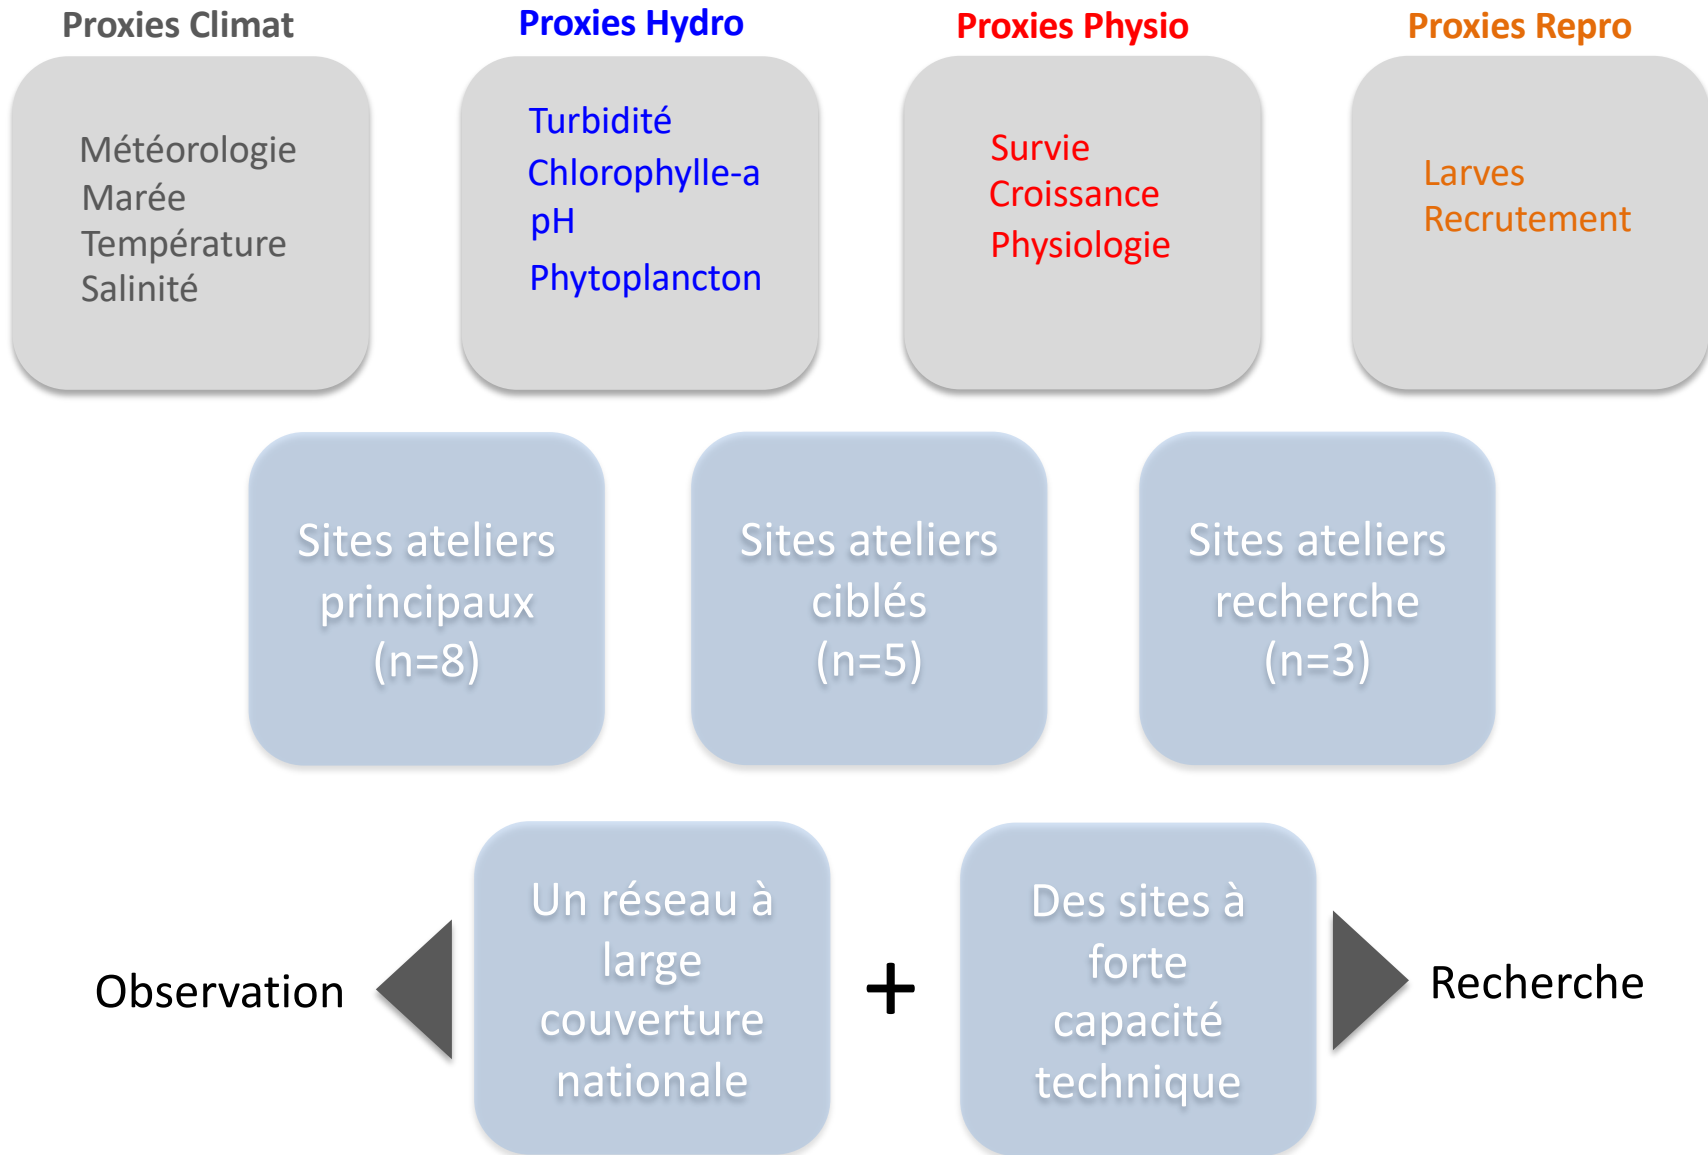 Proxies Climat
Proxies Hydro
Proxies Physio
Proxies Repro
Météorologie
Marée
Température
Salinité
Turbidité
Chlorophylle-a
pH
Phytoplancton
Survie
Croissance
Physiologie
Larves
Recrutement
Sites ateliers
principaux
(n=8)
Sites ateliers
ciblés
(n=5)
Sites ateliers
recherche
(n=3)
Observation
Un réseau à
large
couverture
nationale
+
Des sites à
forte
capacité
technique
Recherche